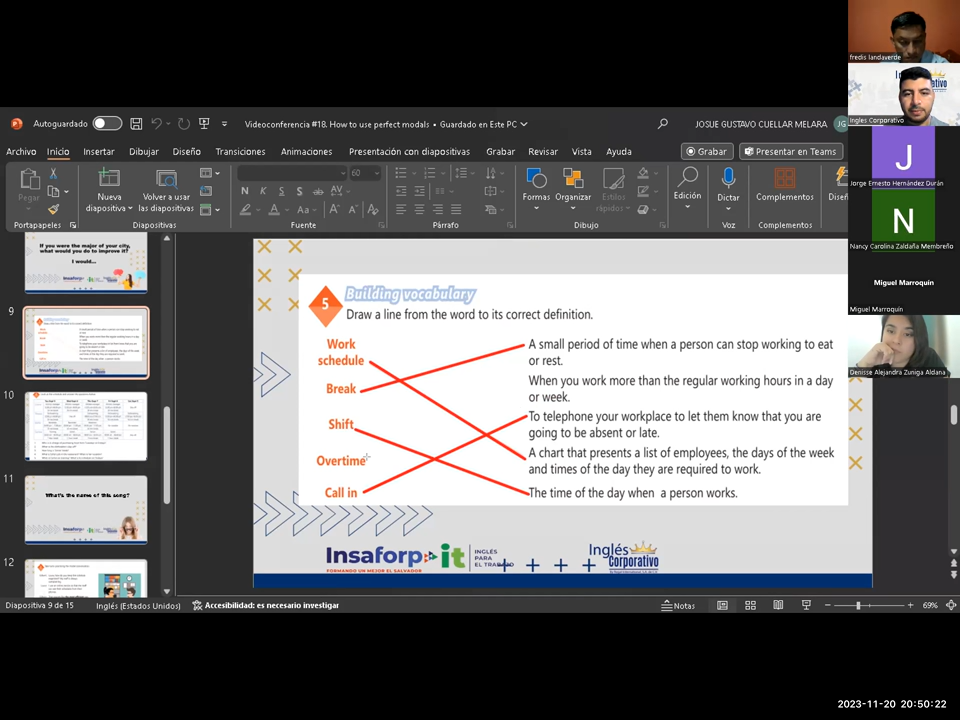 fredis landaverde
Ingles Corporativo
J
Jorge Ernesto Hernández Durán
N
Nancy Carolina Zaldaña Membreño
Miguel Marroquin
Miguel Marroquin
Denisse Alejandra Zuniga Aldana
Autoguardado
Videoconferencia #18. How to use perfect modals • Guardado en Este PC
JOSUE GUSTAVO CUELLAR MELARA
JG
Archivo Inicio Insertar Dibujar Diseño Transiciones Animaciones Presentación con diapositivas Grabar Revisar Vista Ayuda
Grabar
Presentar en Teams
Pegar
Nueva diapositiva
Volver a usar las diapositivas
60
N K S S ab AV
Aa A A
Formas Organizar Estilos rápidos
Edición
Dictar
Complementos
Portapapeles Diapositivas Fuente Párrafo Dibujo Voz Complementos
If you were the major of your city,
what would you do to improve it?
I would...
9
10
11
What's the name of this song?
12
5
Building vocabulary
Draw a line from the word to its correct definition.
Work
schedule
Break
Shift
Overtime
Call in
A small period of time when a person can stop working to eat
or rest.
When you work more than the regular working hours in a day
or week.
To telephone your workplace to let them know that you are
going to be absent or late.
A chart that presents a list of employees, the days of the week
and times of the day they are required to work.
The time of the day when a person works.
Insaforp
FORMANDO UN MEJOR EL SALVADOR
it
INGLÉS
PARA
EL TRABAJO
Inglés
Corporativo
Diapositiva 9 de 15
Inglés (Estados Unidos)
Accesibilidad: es necesario investigar
Notas
69%
2023-11-20 20:50:22